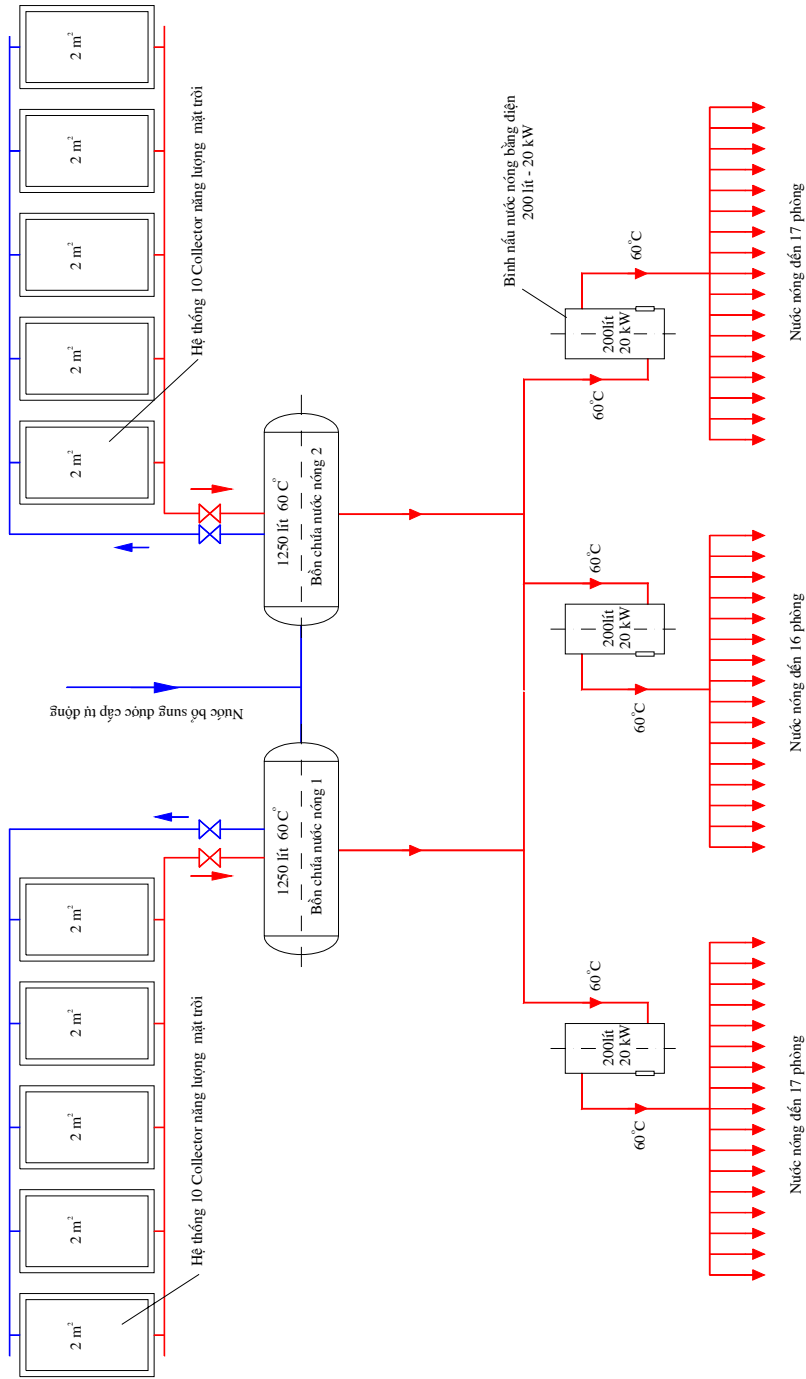 2 m²
2 m²
2 m²
2 m²
2 m²
2 m²
2 m²
2 m²
2 m²
2 m²
Hệ thống 10 Collector năng lượng mặt trời
Hệ thống 10 Collector năng lượng mặt trời
Nước bổ sung được cấp tự động
1250 lít 60 C°
Bồn chứa nước nóng 1
1250 lít 60 C°
Bồn chứa nước nóng 2
Bình nấu nước nóng bằng điện
200 lít - 20 kW
60°C
200lít
20 kW
60°C
60°C
200lít
20 kW
60°C
60°C
200lít
20 kW
60°C
Nước nóng đến 17 phòng
Nước nóng đến 16 phòng
Nước nóng đến 17 phòng